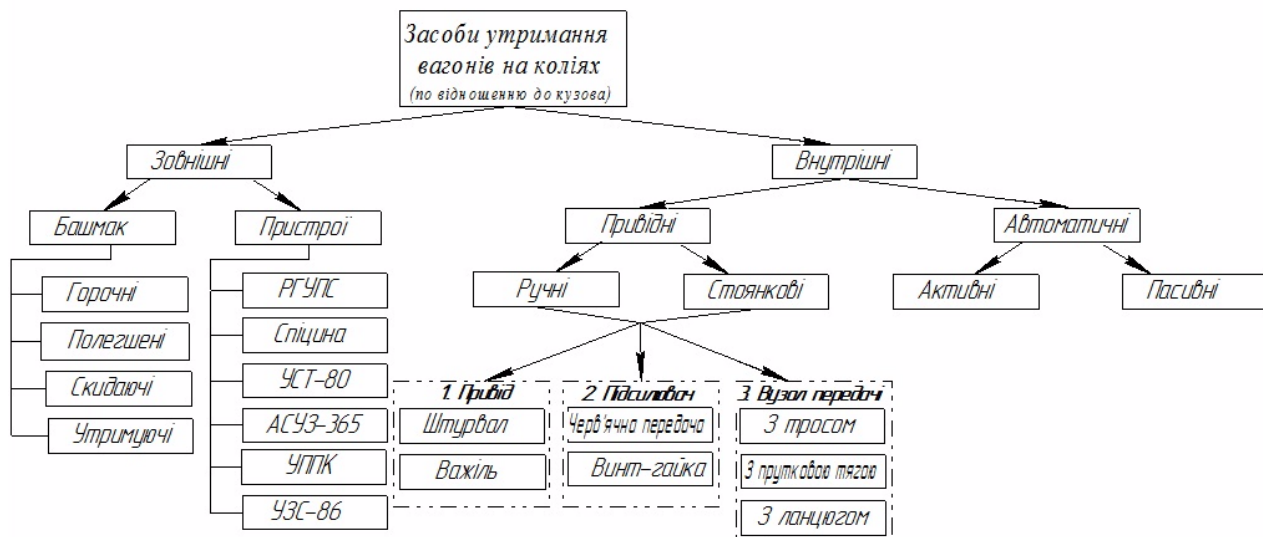 Засоби утримання
вагонів на коліях
(по відношенню до кузова)
Зовнішні
Внутрішні
Башмак
Пристрої
Привідні
Автоматичні
Горочні
Полегшені
Скидаючі
Утримуючі
РГУПС
Спіцина
УСТ-80
АСУЗ-365
УППК
УЗС-86
Ручні
Стоянкові
Активні
Пасивні
1. Привід
Штурвал
Важіль
2 Підсилювач
Черв'ячна передача
Винт-гайка
3. Вузол передачі
З тросом
З прутковою тягою
З ланцюгом